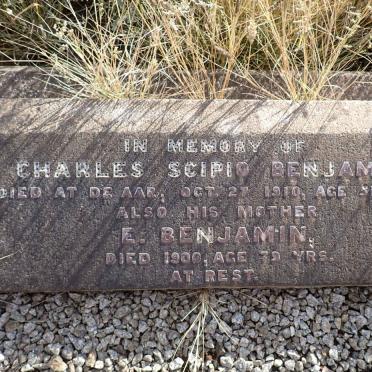 IN MEMORY OF
CHARLES SCIPIO BENJAM
DIED AT DE AAR, OCT. 27 1910, AGE
ALSO HIS MOTHER
E. BENJAMIN,
DIED 1900, AGE 79 YRS.
AT REST.